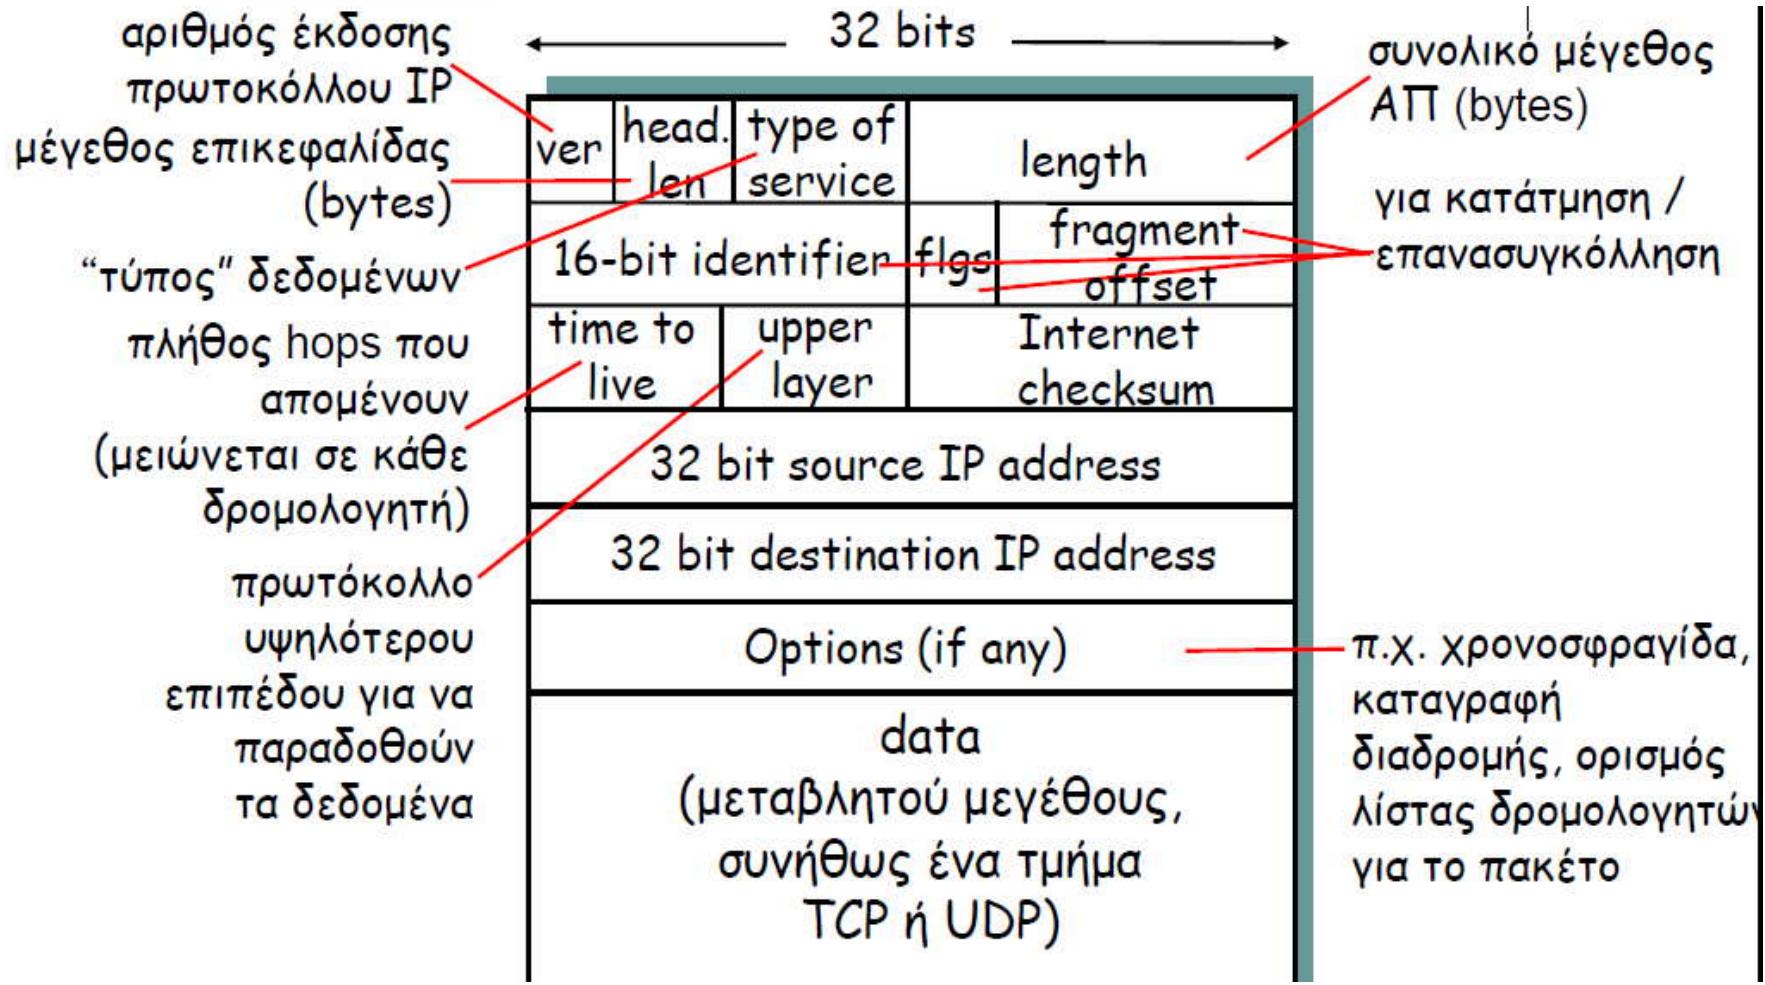 αριθμός έκδοσης
πρωτοκόλλου IP
μέγεθος επικεφαλίδας
(bytes)
“τύπος” δεδομένων
πλήθος hops που
απομένουν
(μειώνεται σε κάθε
δρομολογητή)
πρωτόκολλο
υψηλότερου
επιπέδου για να
παραδοθούν
τα δεδομένα
32 bits
ver
head.
len
type of
service
length
16-bit identifier
flgs
fragment
offset
time to
live
upper
layer
Internet
checksum
32 bit source IP address
32 bit destination IP address
Options (if any)
data
(μεταβλητού μεγέθους,
συνήθως ένα τμήμα
TCP ή UDP)
συνολικό μέγεθος
ΑΠ (bytes)
για κατάτμηση /
επανασυγκόλληση
π.χ. χρονοσφραγίδα,
καταγραφή
διαδρομής, ορισμός
λίστας δρομολογητών
για το πακέτο